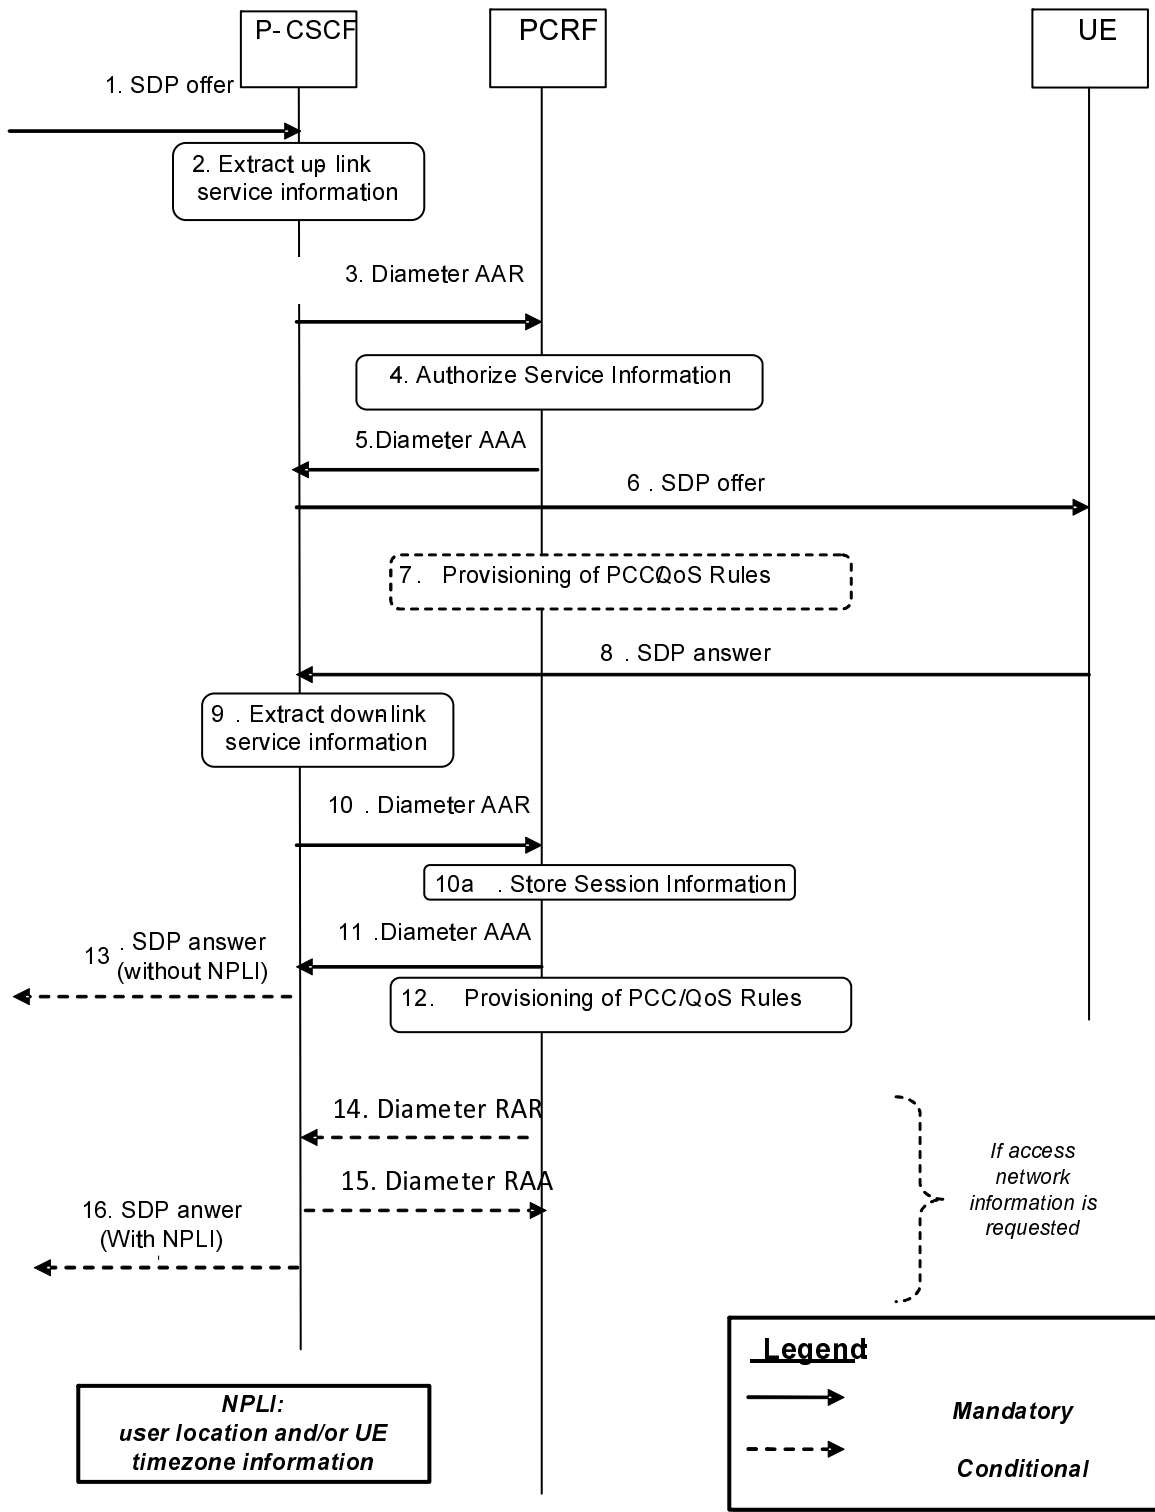 P-CSCF
PCRF
UE
1. SDP offer
2. Extract up link
service information
3. Diameter AAR
4. Authorize Service Information
5.Diameter AAA
6 . SDP offer
7 . Provisioning of PCC/QoS Rules
8 . SDP answer
9 . Extract down-link
service information
10 . Diameter AAR
10a . Store Session Information
11 .Diameter AAA
13 . SDP answer
(without NPLI)
12. Provisioning of PCC/QoS Rules
14. Diameter RAR
15. Diameter RAA
16. SDP anwer
(With NPLI)
If access
network
information is
requested
Legend
Mandatory
Conditional
NPLI:
user location and/or UE
timezone information